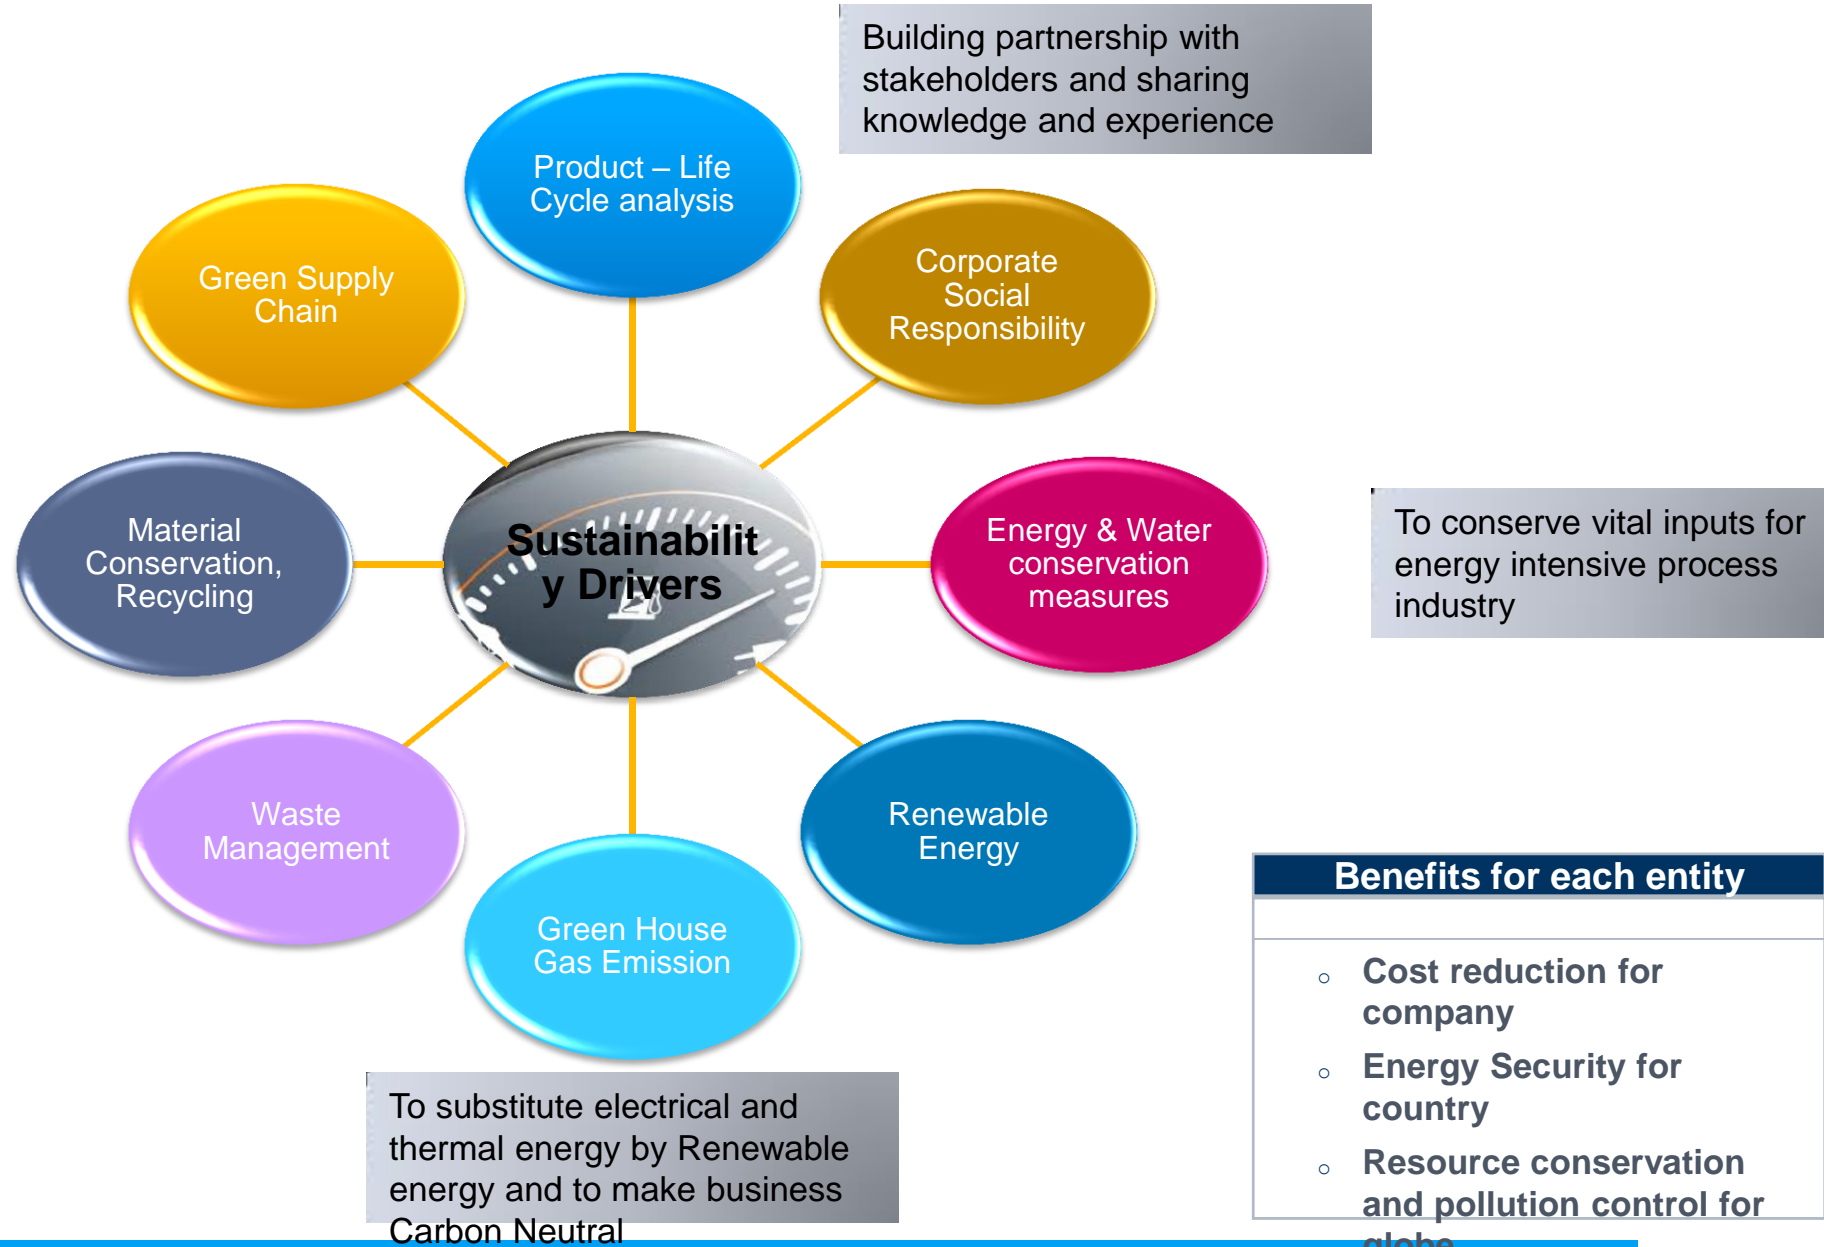 Building partnership with
stakeholders and sharing
knowledge and experience
Product – Life
Cycle analysis
Corporate
Social
Responsibility
Green Supply
Chain
Material
Conservation,
Recycling
Sustainabilit
y Drivers
Energy & Water
conservation
measures
To conserve vital inputs for
energy intensive process
industry
Waste
Management
Renewable
Energy
Green House
Gas Emission
To substitute electrical and
thermal energy by Renewable
energy and to make business
Carbon Neutral
Benefits for each entity
Cost reduction for
company
Energy Security for
country
Resource conservation
and pollution control for
globe